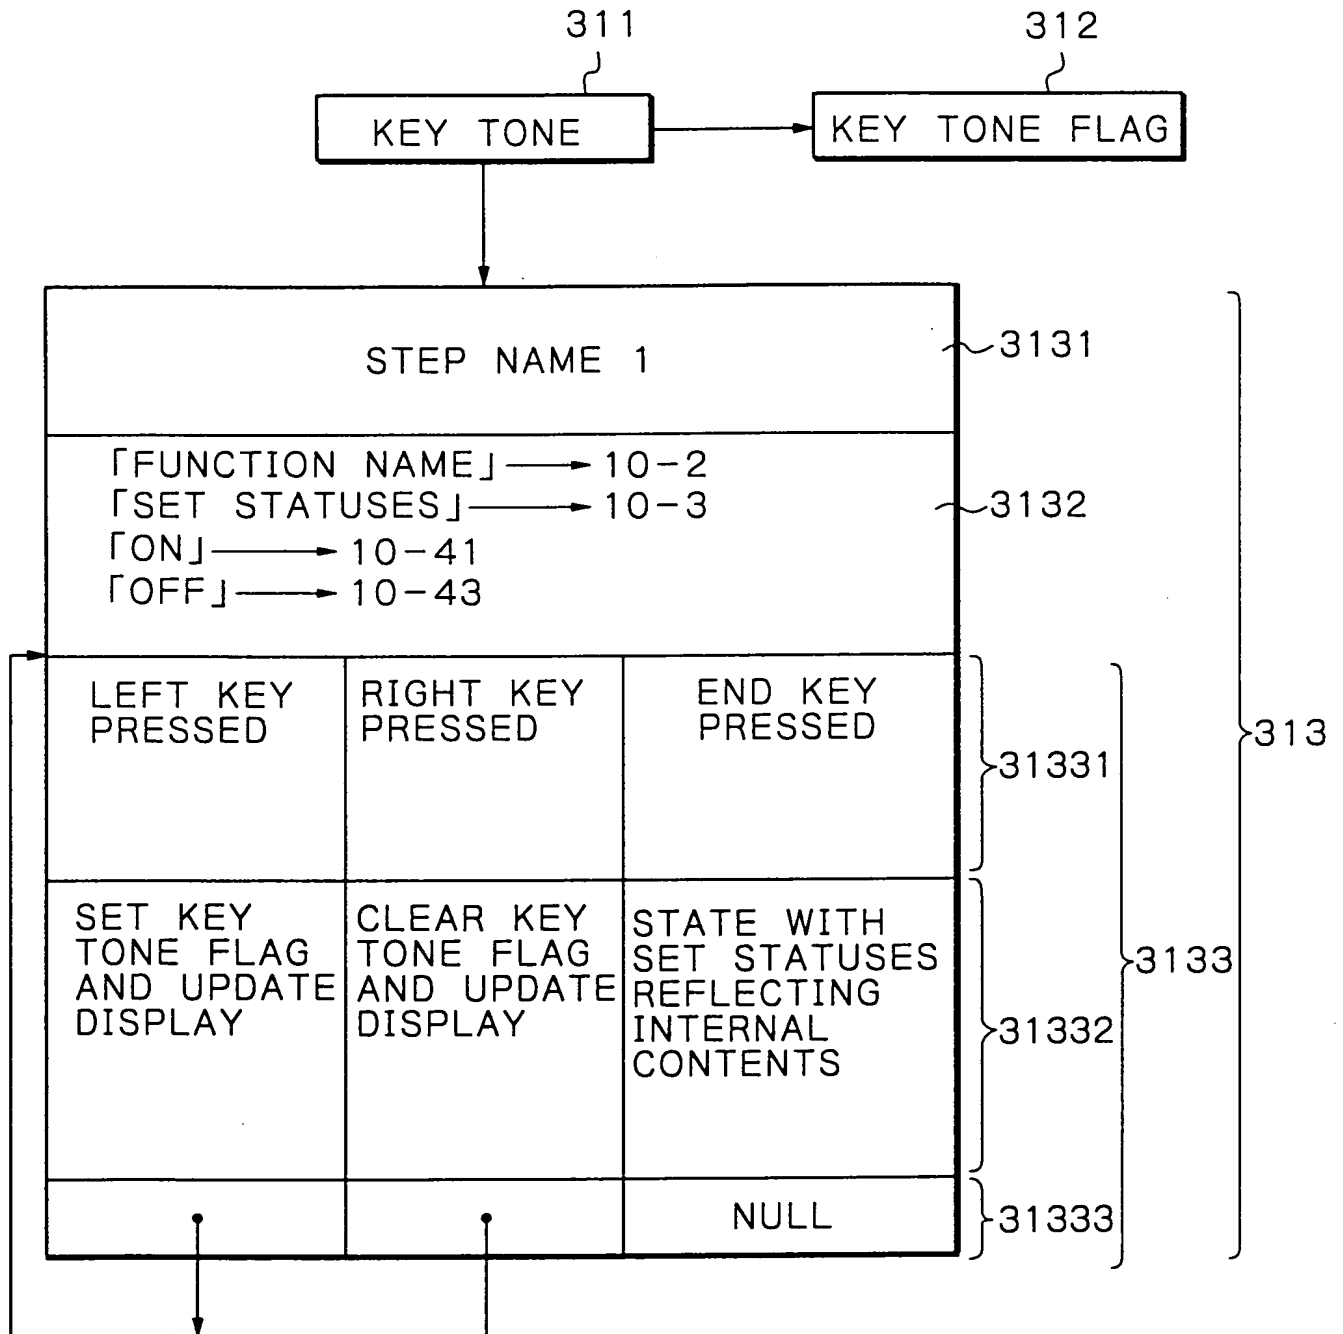 311
312
KEY TONE
KEY TONE FLAG
STEP NAME 1
3131
「FUNCTION NAME」 → 10-2
「SET STATUSES」 → 10-3
「ON」 → 10-41
「OFF」 → 10-43
3132
LEFT KEY
PRESSED
RIGHT KEY
PRESSED
END KEY
PRESSED
31331
313
SET KEY
TONE FLAG
AND UPDATE
DISPLAY
CLEAR KEY
TONE FLAG
AND UPDATE
DISPLAY
STATE WITH
SET STATUSES
REFLECTING
INTERNAL
CONTENTS
31332
3133
NULL
31333